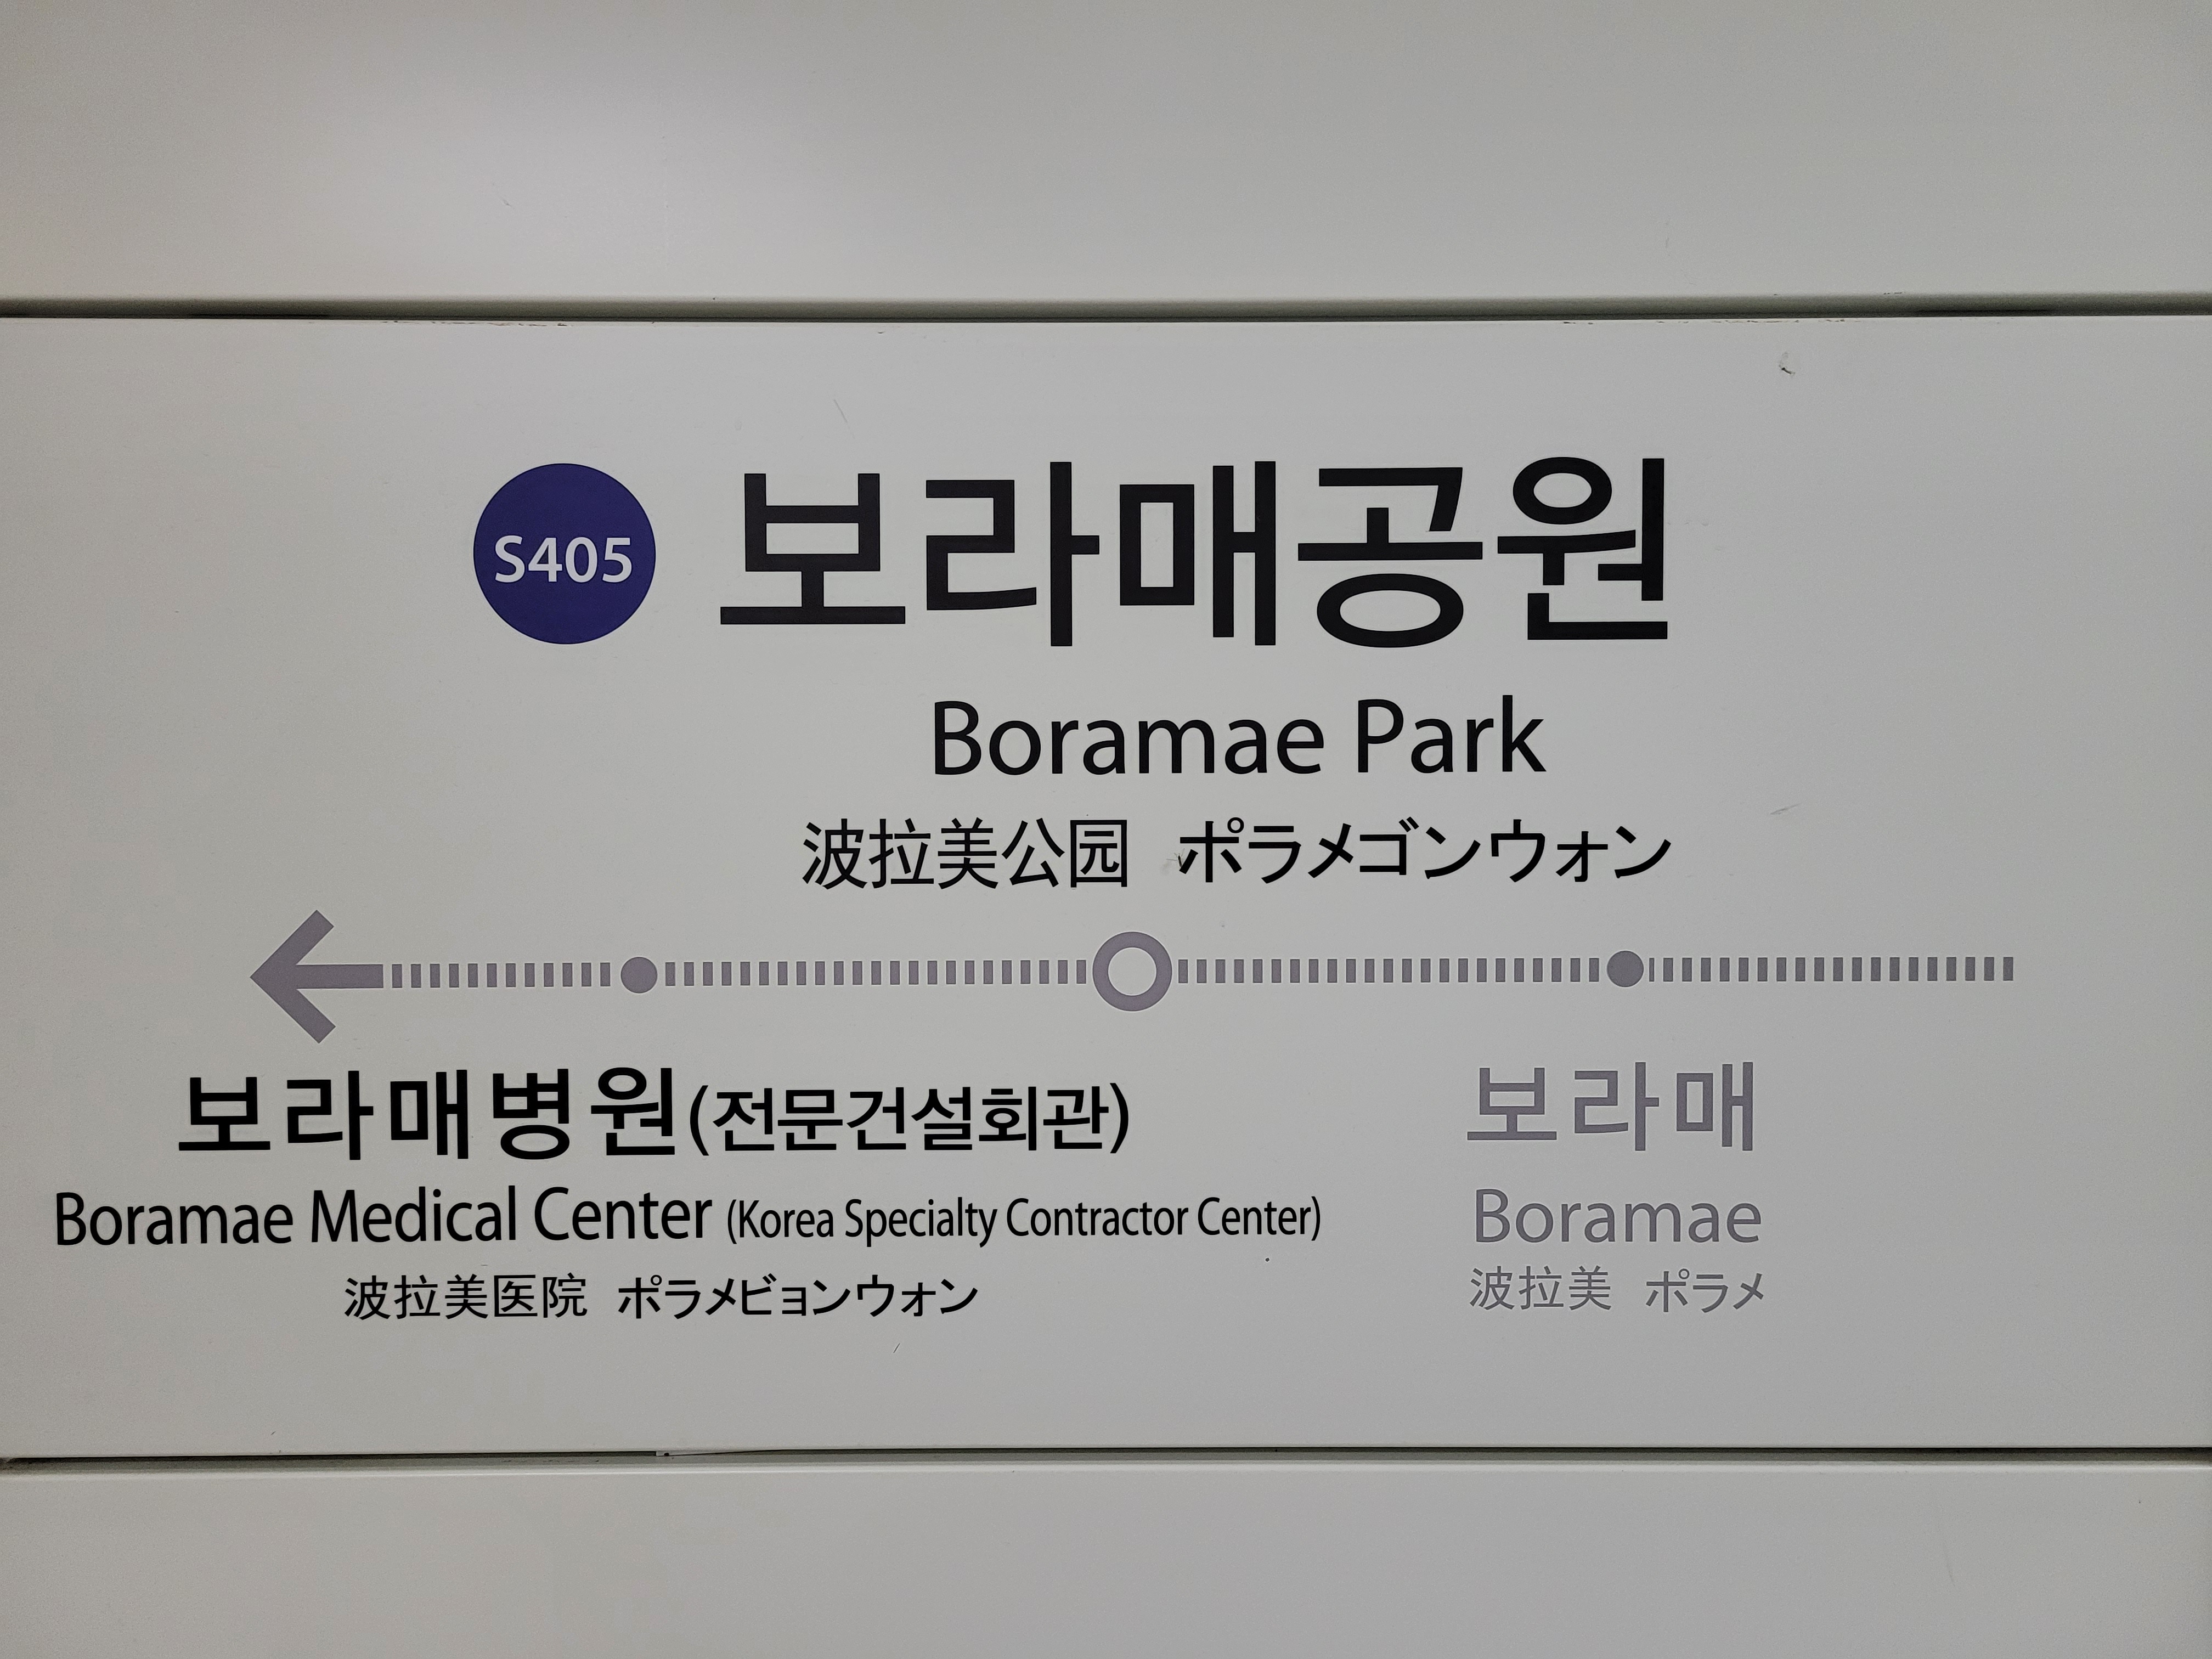 S405 보라매공원
Boramae Park
波拉美公园 ポラメゴンウォン
보라매병원(전문건설회관) 보라매
Boramae Medical Center (Korea Specialty Contractor Center) Boramae
波拉美医院 ポラメビョンウォン 波拉美 ポラメ